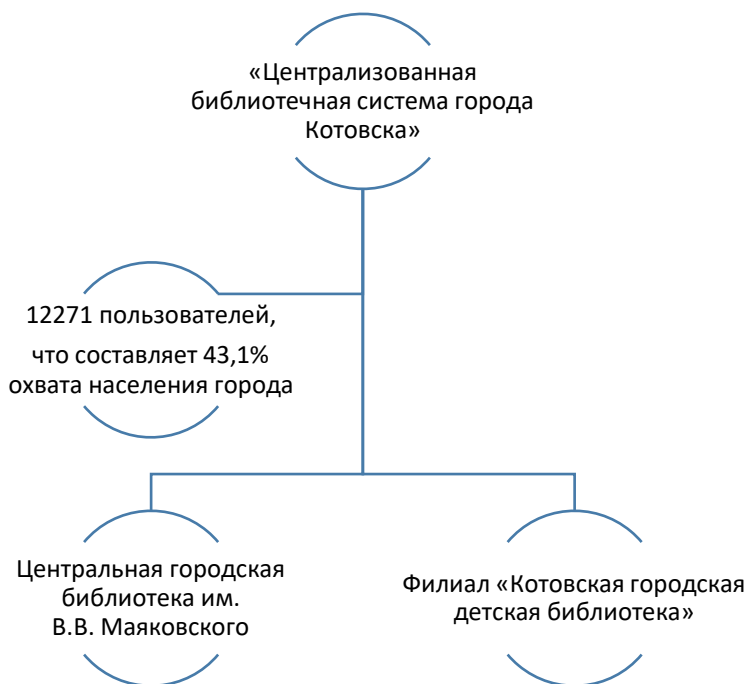 «Централизованная
библиотечная система города
Котовска»
12271 пользователей,
что составляет 43,1%
охвата населения города
Центральная городская
библиотека им.
В.В. Маяковского
Филиал «Котовская городская
детская библиотека»